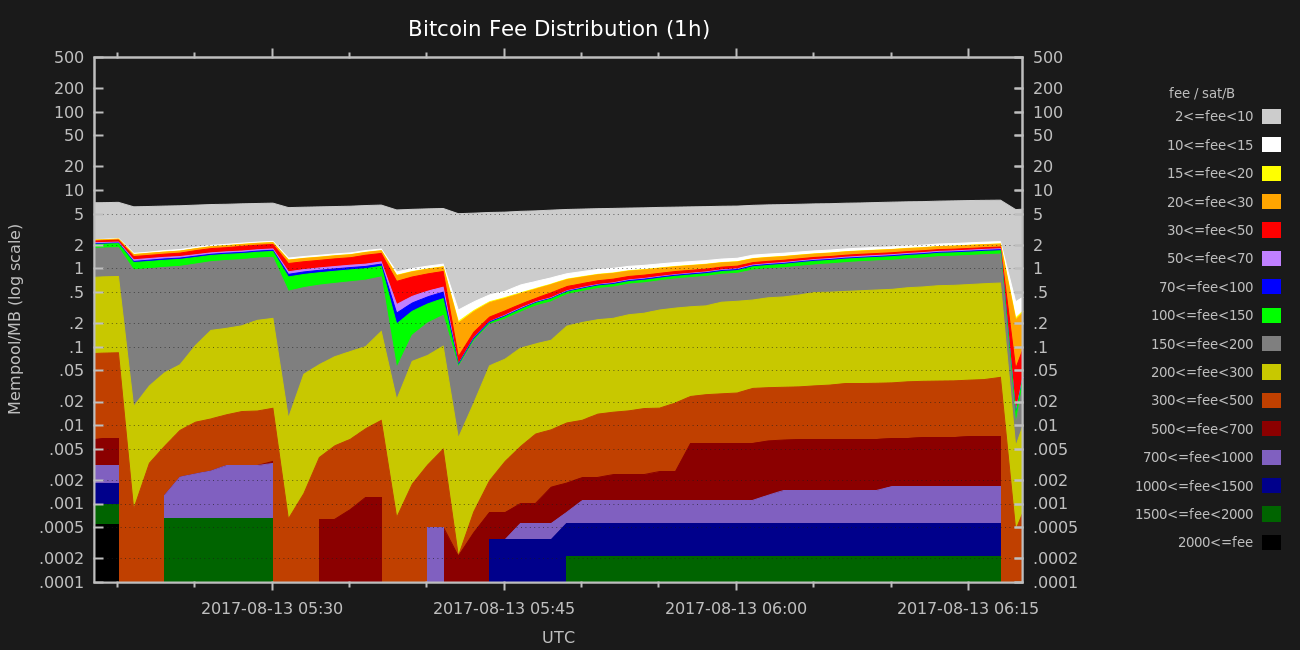 Bitcoin Fee Distribution (1h)
500 500
200 200
100 100
50 50
20 20
10 10
5 5
2 2
1 1
.5 .5
.2 .2
.1 .1
.05 .05
.02 .02
.01 .01
.005 .005
.002 .002
.001 .001
.0005 .0005
.0002 .0002
.0001 .0001
Mempool/MB (log scale)
2017-08-13 05:30 2017-08-13 05:45 2017-08-13 06:00 2017-08-13 06:15
UTC
fee / sat/B
2<=fee<10
10<=fee<15
15<=fee<20
20<=fee<30
30<=fee<50
50<=fee<70
70<=fee<100
100<=fee<150
150<=fee<200
200<=fee<300
300<=fee<500
500<=fee<700
700<=fee<1000
1000<=fee<1500
1500<=fee<2000
2000<=fee